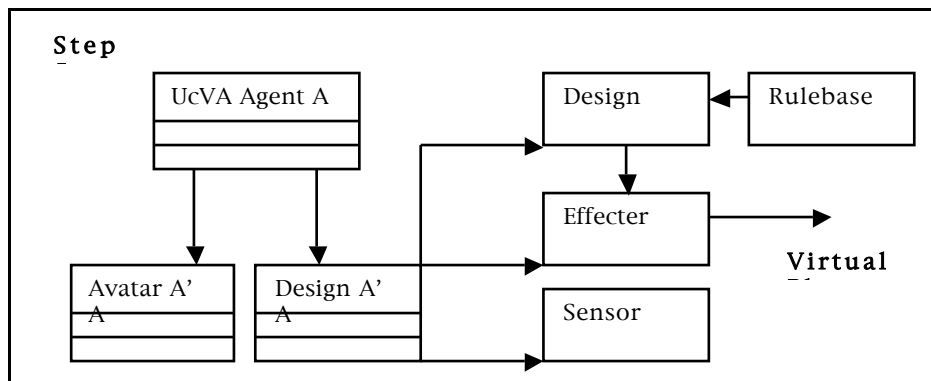 Step
UcVA Agent A
Design
Rulebase
Effecter
Virtual
Avatar A’
A
Design A’
A
Sensor